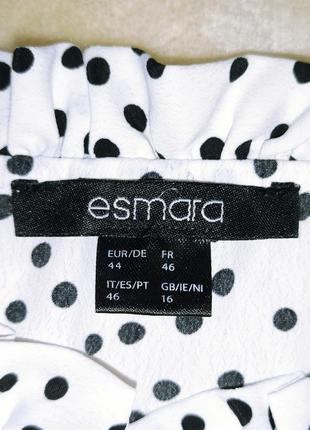 esmara
EUR/DE FR
44 46
IT/ES/PT GB/IE/NI
46 16